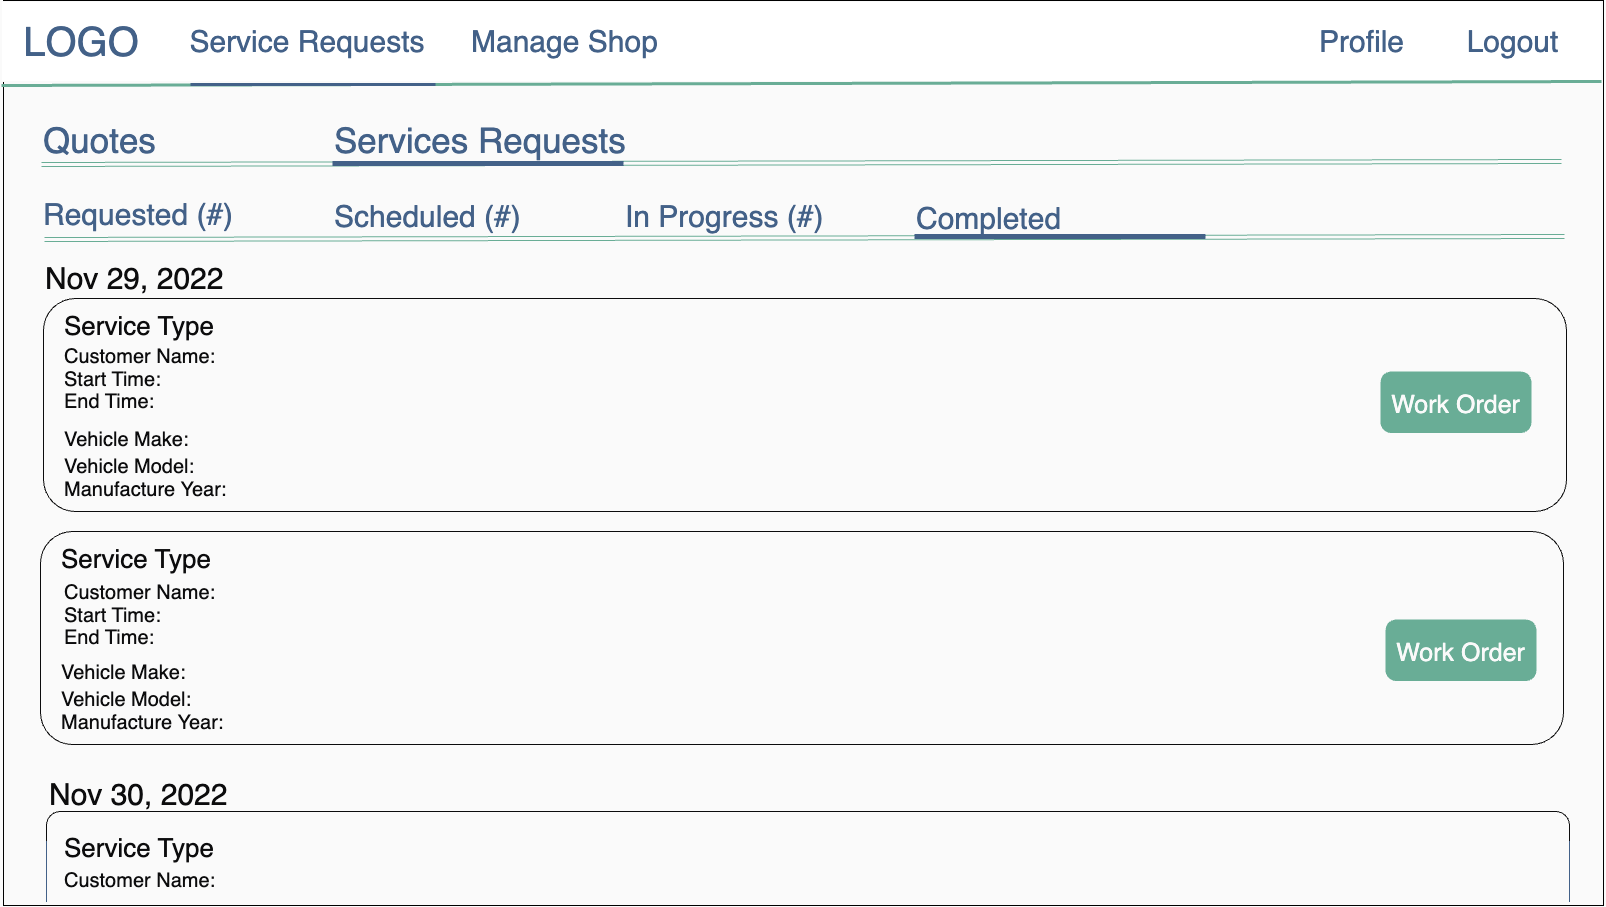 LOGO Service Requests Manage Shop Profile Logout
Quotes Services Requests
Requested (#) Scheduled (#) In Progress (#) Completed
Nov 29, 2022
Service Type
Customer Name:
Start Time:
End Time:
Work Order
Vehicle Make:
Vehicle Model:
Manufacture Year:
Service Type
Customer Name:
Start Time:
End Time:
Work Order
Vehicle Make:
Vehicle Model:
Manufacture Year:
Nov 30, 2022
Service Type
Customer Name: